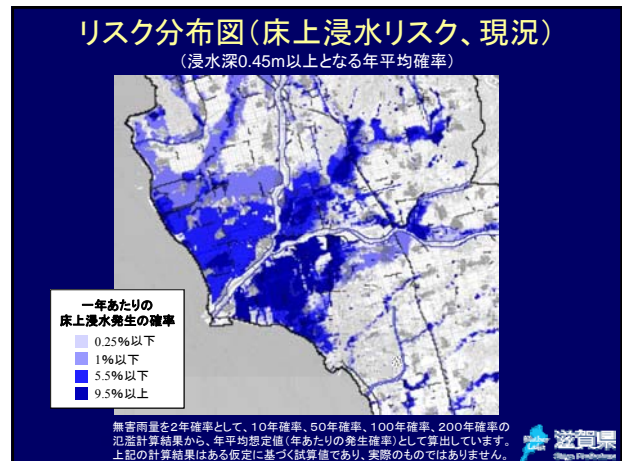 リスク分布図(床上浸水リスク、現況)
(浸水深0.45m以上となる年平均確率)
一年あたりの
床上浸水発生の確率
0.25%以下
1%以下
5.5%以下
9.5%以上
無害雨量を2年確率として、10年確率、50年確率、100年確率、200年確率の
氾濫計算結果から、年平均想定値(年あたりの発生確率)として算出しています。
上記の計算結果はある仮定に基づく試算値であり、実際のものではありません。
Mother Lake
滋賀県
Shiga Prefecture